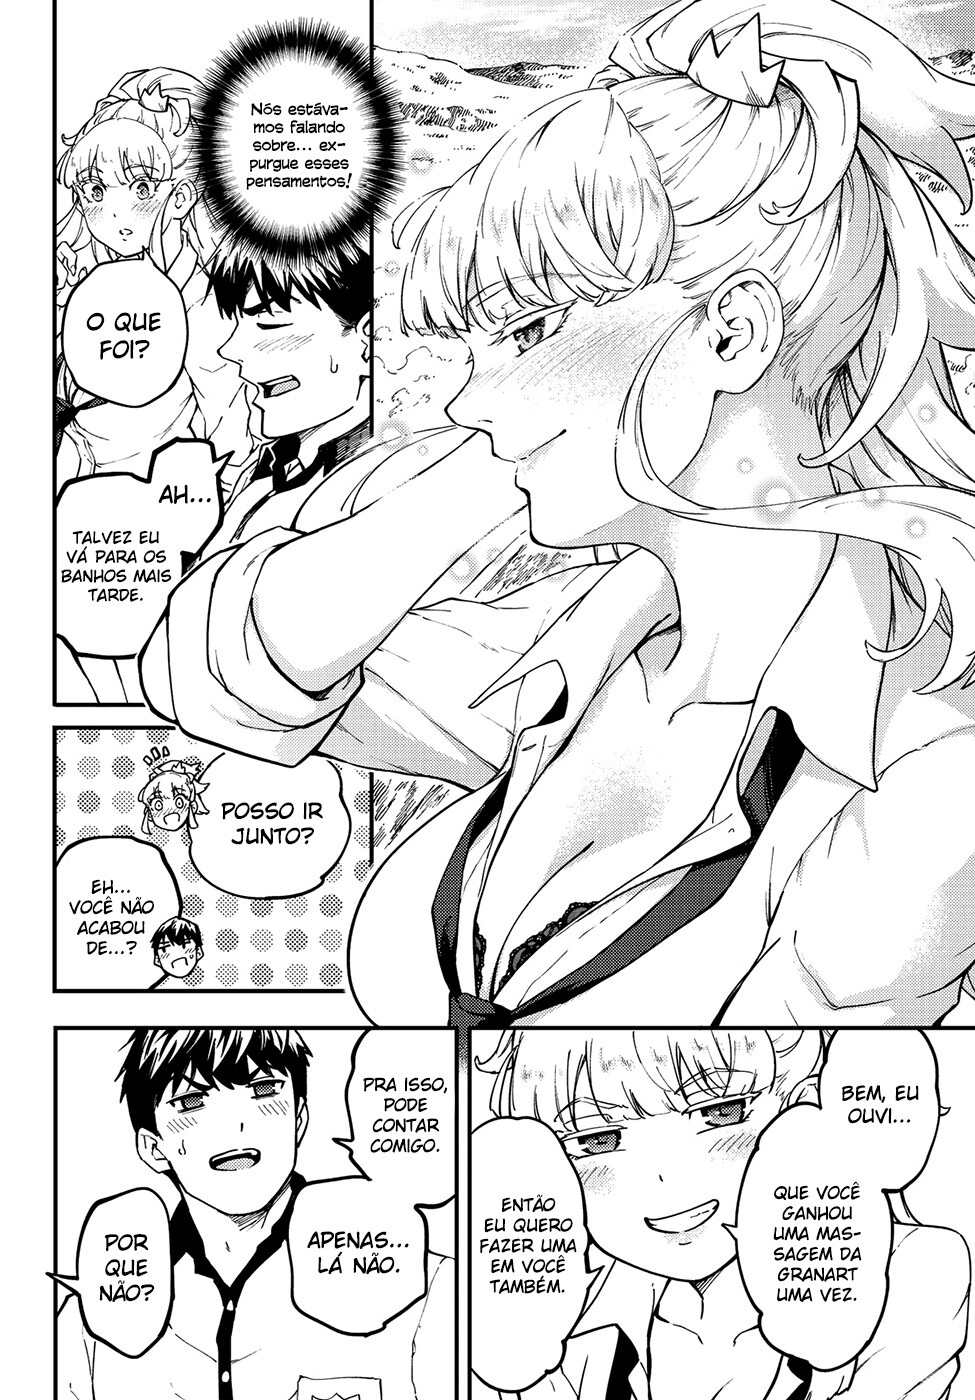 Nós estáva-
mos falando
sobre... ex-
purgue esses
pensamentos!
O QUE
FOI?
AH...
TALVEZ EU
VÁ PARA OS
BANHOS MAIS
TARDE.
POSSO IR
JUNTO?
EH...
VOCÊ NÃO
ACABOU
DE...?
BEM, EU
OUVI...
QUE VOCÊ
GANHOU
UMA MAS-
SAGEM DA
GRANART
UMA VEZ.
ENTÃO
EU QUERO
FAZER UMA
EM VOCÊ
TAMBÉM.
PRA ISSO,
PODE
CONTAR
COMIGO.
APENAS...
LÁ NÃO.
POR
QUE
NÃO?